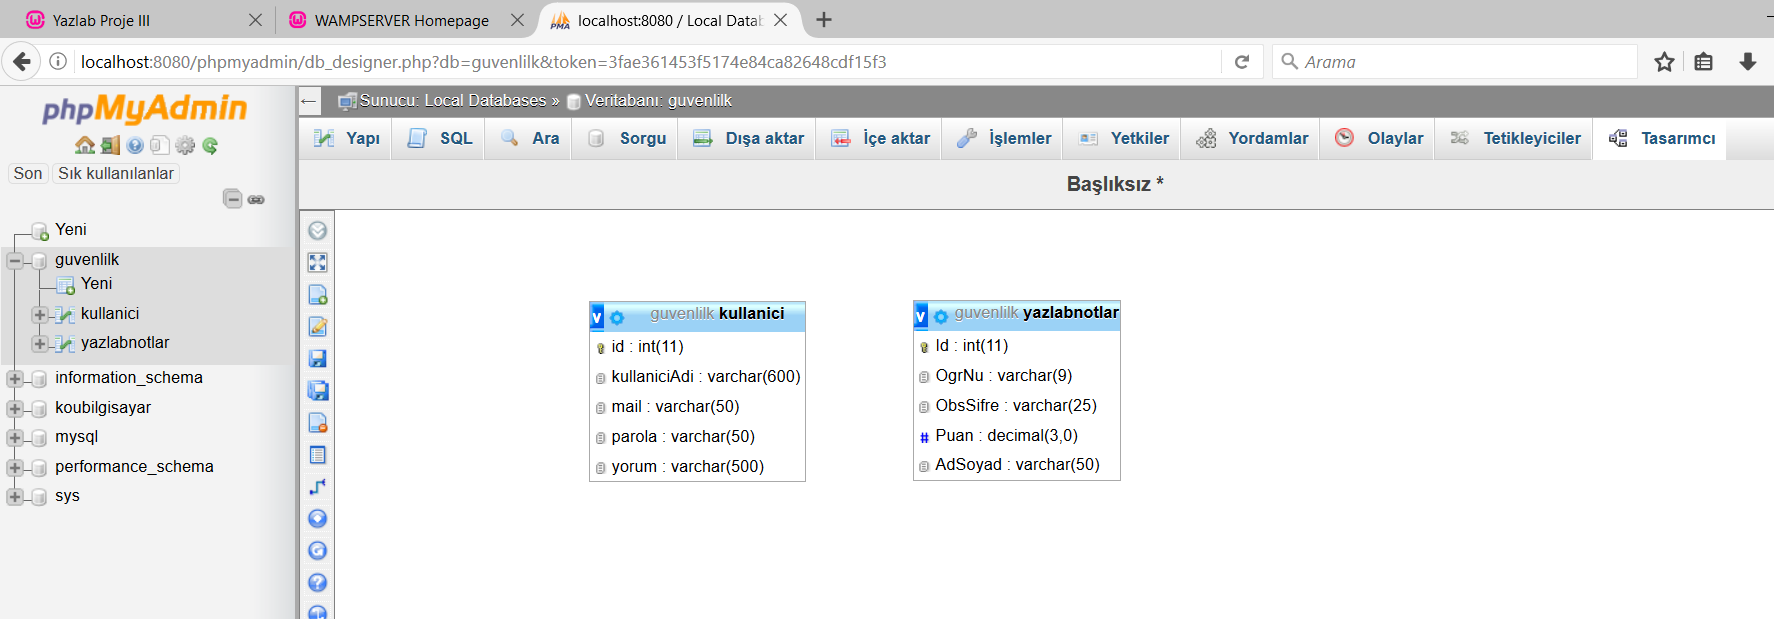 Yazlab Proje III
WAMPSERVER Homepage
PMA localhost:8080 / Local Datab
localhost:8080/phpmyadmin/db_designer.php?db=guvenlilk&token=3fae361453f5174e84ca82648cdf15f3
Arama
phpMyAdmin
Son Sık kullanılanlar
Yeni
guvenlilk
Yeni
kullanici
yazlabnotlar
information_schema
koubilgisayar
mysql
performance_schema
sys
Sunucu: Local Databases » Veritabanı: guvenlilk
Yapı SQL Ara Sorgu Dışa aktar İçe aktar İşlemler Yetkiler Yordamlar Olaylar Tetikleyiciler Tasarımcı
Başlıksız *
v guvenlilk kullanici
id : int(11)
kullaniciAdi : varchar(600)
mail : varchar(50)
parola : varchar(50)
yorum : varchar(500)
v guvenlilk yazlabnotlar
Id : int(11)
OgrNu : varchar(9)
ObsSifre : varchar(25)
# Puan : decimal(3,0)
AdSoyad : varchar(50)